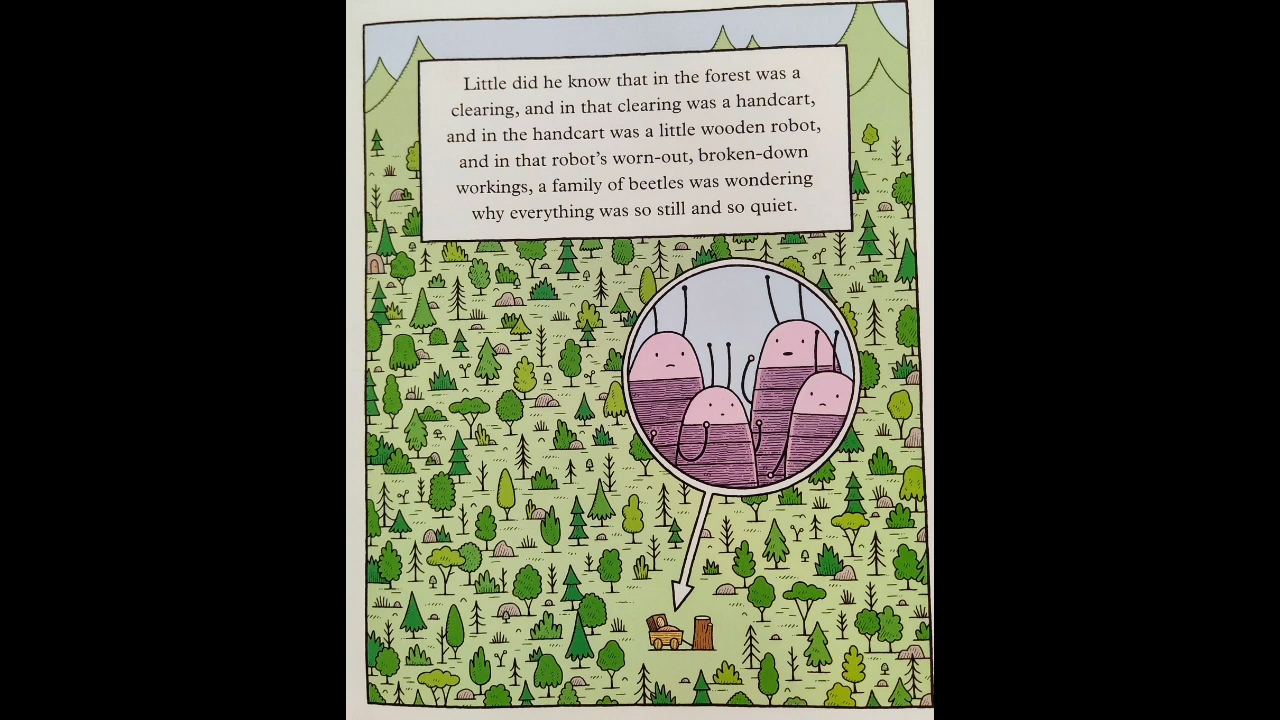 Little did he know that in the forest was a
clearing, and in that clearing was a handcart,
and in the handcart was a little wooden robot,
and in that robot’s worn-out, broken-down
workings, a family of beetles was wondering
why everything was so still and so quiet.